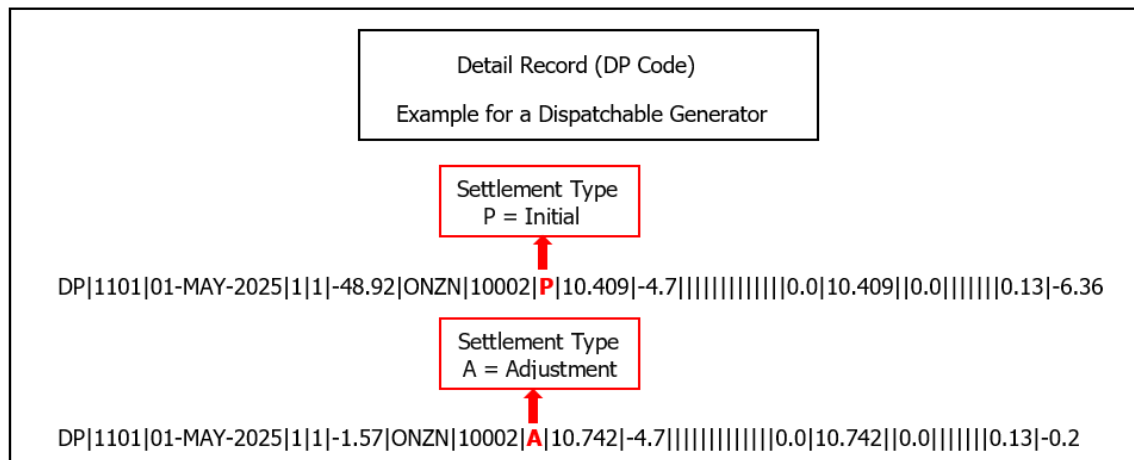 Detail Record (DP Code)
Example for a Dispatchable Generator
Settlement Type
P = Initial
DP|1101|01-MAY-2025|1|1|-48.92|ONZN|10002|P|10.409|-4.7|||||||||||||0.0|10.409||0.0|||||||0.13|-6.36
Settlement Type
A = Adjustment
DP|1101|01-MAY-2025|1|1|-1.57|ONZN|10002|A|10.742|-4.7|||||||||||||0.0|10.742||0.0|||||||0.13|-0.2